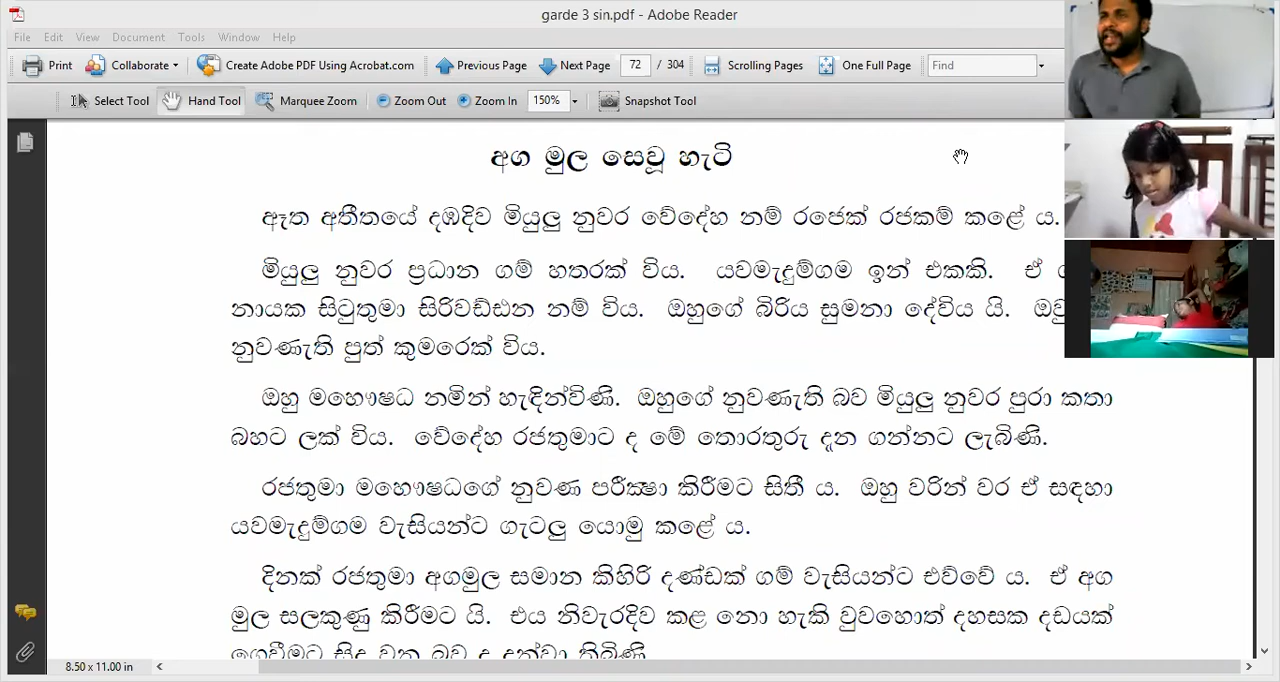 garde 3 sin.pdf - Adobe Reader
File Edit View Document Tools Window Help
Print Collaborate Create Adobe PDF Using Acrobat.com Previous Page Next Page 72 / 304 Scrolling Pages One Full Page Find
Select Tool Hand Tool Marquee Zoom Zoom Out Zoom In 150% Snapshot Tool
අග මුල සෙවූ හැටි
ඈත අතීතයේ දඹදිව මියුලු නුවර වේදේහ නම් රජෙක් රජකම් කළේ ය.
මියුලු නුවර ප්‍රධාන ගම් හතරක් විය. යවමැදුම්ගම ඉන් එකකි. ඒ
නායක සිටුතුමා සිරිවඩ්ඪන නම් විය. ඔහුගේ බිරිය සුමනා දේවිය යි.
නුවණැති පුත් කුමරෙක් විය.
ඔහු මහෞෂධ නමින් හැඳින්විණි. ඔහුගේ නුවණැති බව මියුලු නුවර පුරා කතා
බහට ලක් විය. වේදේහ රජතුමාට ද මේ තොරතුරු දැන ගන්නට ලැබිණි.
රජතුමා මහෞෂධගේ නුවණ පරීක්‍ෂා කිරීමට සිතී ය. ඔහු වරින් වර ඒ සඳහා
යවමැදුම්ගම වැසියන්ට ගැටලු යොමු කළේ ය.
දිනක් රජතුමා අගමුල සමාන කිහිරි දණ්ඩක් ගම් වැසියන්ට එව්වේ ය. ඒ අග
මුල සලකුණු කිරීමට යි. එය නිවැරදිව කළ නො හැකි වුවහොත් දහසක දඩයක්
ගෙවීමට සිදු වන බව ද දන්වා තිබිණි.
8.50 x 11.00 in